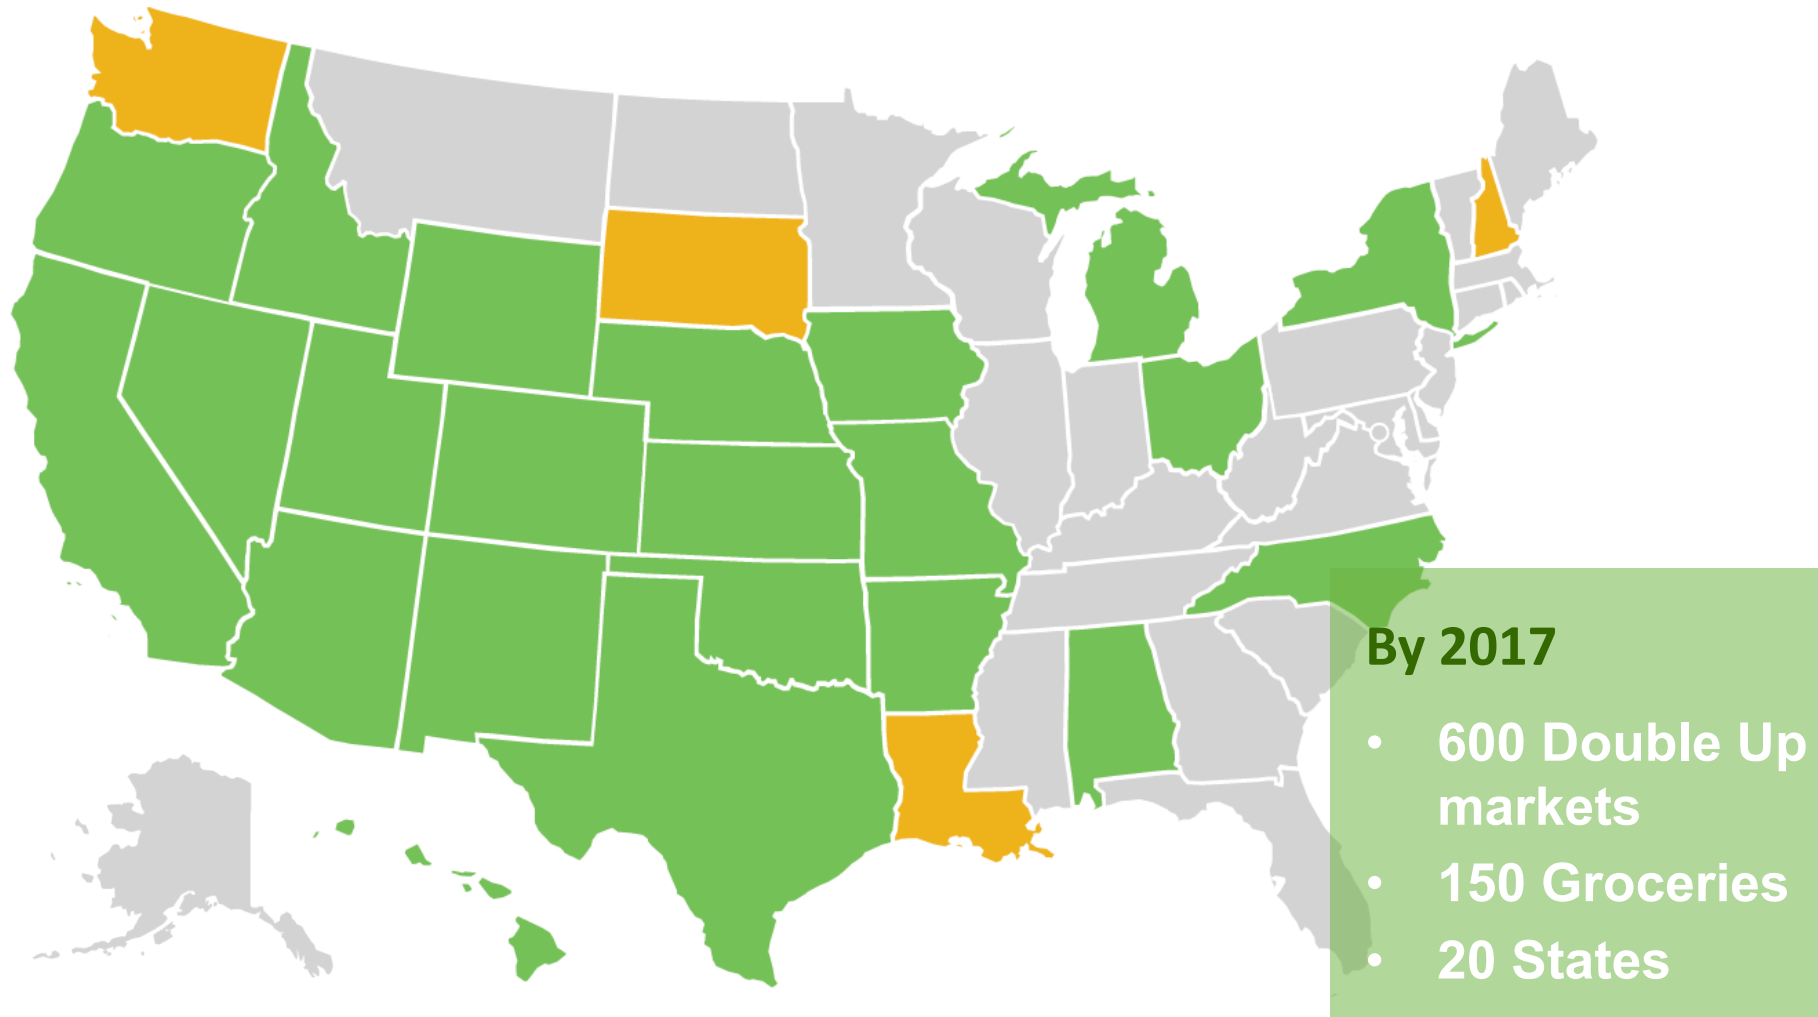 By 2017
• 600 Double Up
markets
• 150 Groceries
• 20 States